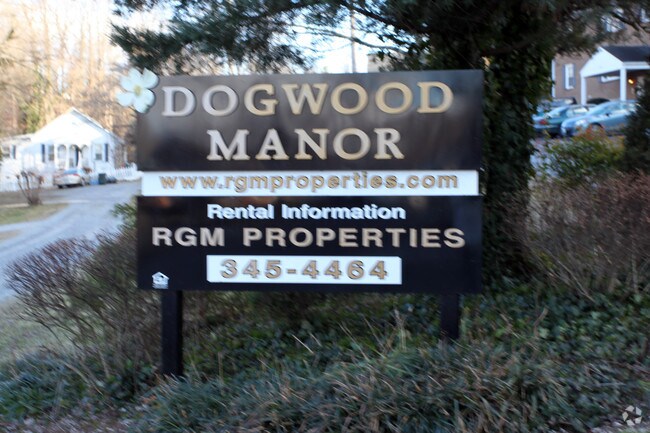 DOGWOOD
MANOR
www.rgmproperties.com
Rental Information
RGM PROPERTIES
345-4464